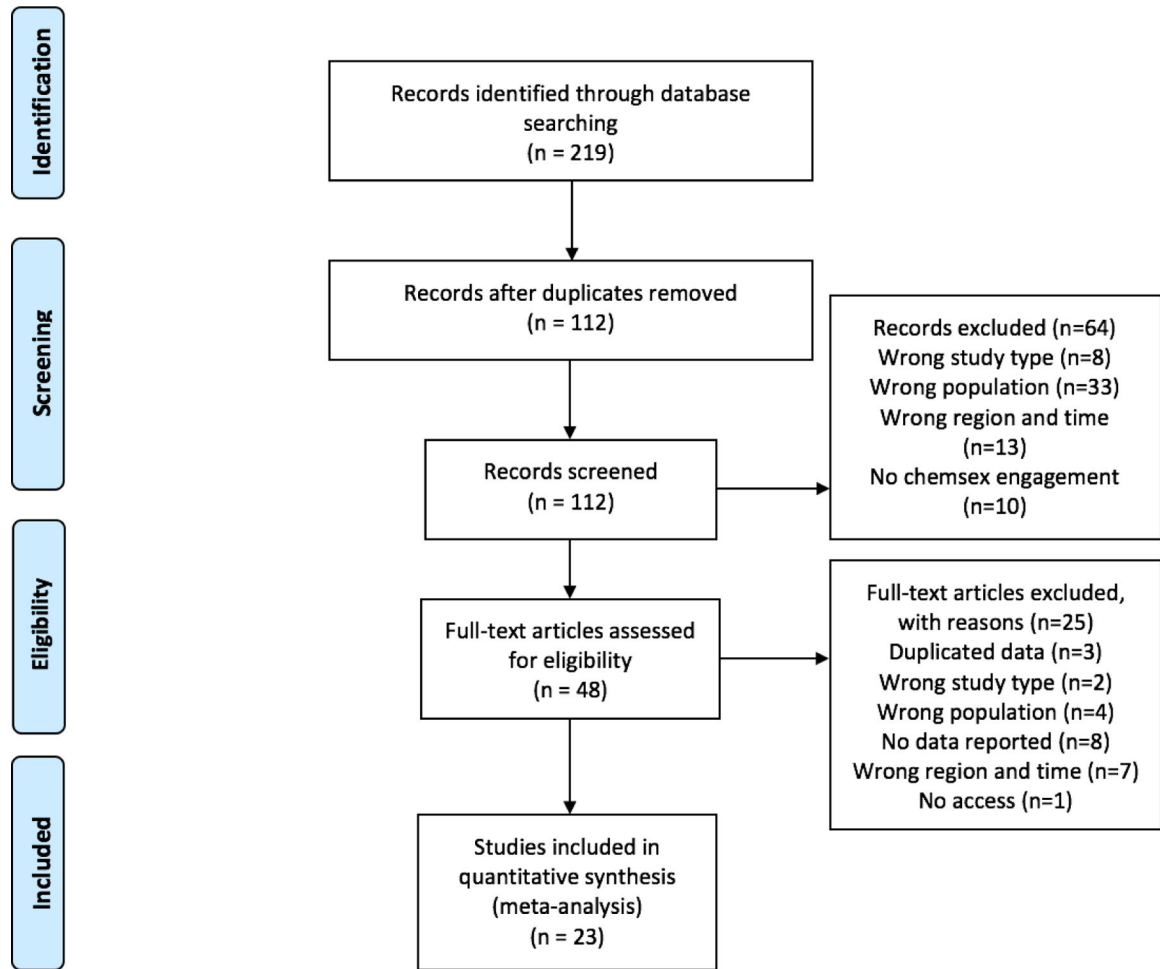 Identification
Records identified through database
searching
(n = 219)
Screening
Records after duplicates removed
(n = 112)
Records excluded (n=64)
Wrong study type (n=8)
Wrong population (n=33)
Wrong region and time
(n=13)
No chemsex engagement
(n=10)
Records screened
(n = 112)
Eligibility
Full-text articles assessed
for eligibility
(n = 48)
Full-text articles excluded,
with reasons (n=25)
Duplicated data (n=3)
Wrong study type (n=2)
Wrong population (n=4)
No data reported (n=8)
Wrong region and time (n=7)
No access (n=1)
Included
Studies included in
quantitative synthesis
(meta-analysis)
(n = 23)